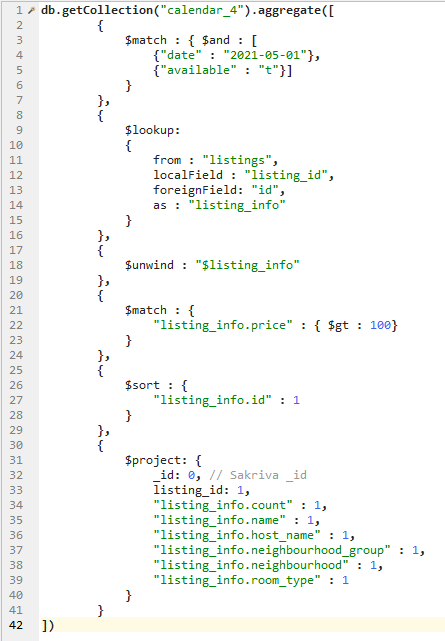 1 db.getCollection("calendar_4").aggregate([
2 {
3 $match : { $and : [
4 {"date" : "2021-05-01"},
5 {"available" : "t"}]
6 }
7 },
8 {
9 $lookup:
10 {
11 from : "listings",
12 localField : "listing_id",
13 foreignField: "id",
14 as : "listing_info"
15 }
16 },
17 {
18 $unwind : "$listing_info"
19 },
20 {
21 $match : {
22 "listing_info.price" : { $gt : 100}
23 }
24 },
25 {
26 $sort : {
27 "listing_info.id" : 1
28 }
29 },
30 {
31 $project: {
32 _id: 0, // Sakriva _id
33 listing_id: 1,
34 "listing_info.count" : 1,
35 "listing_info.name" : 1,
36 "listing_info.host_name" : 1,
37 "listing_info.neighbourhood_group" : 1,
38 "listing_info.neighbourhood" : 1,
39 "listing_info.room_type" : 1
40 }
41 }
42 ])